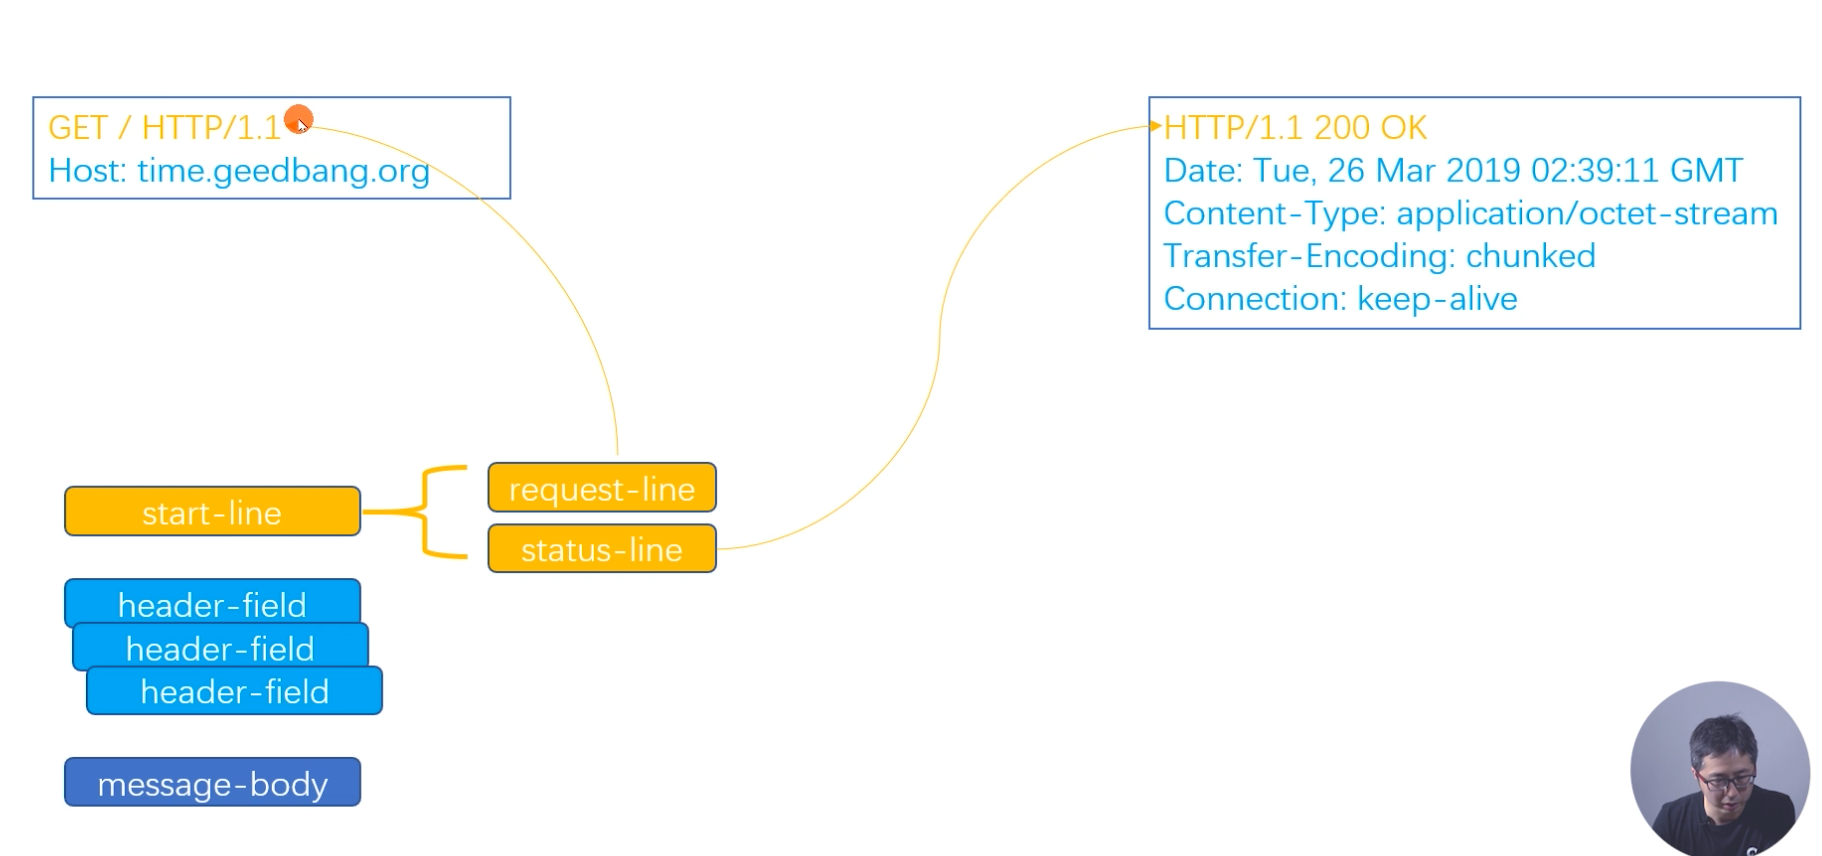 GET / HTTP/1.1
Host: time.geedbang.org
HTTP/1.1 200 OK
Date: Tue, 26 Mar 2019 02:39:11 GMT
Content-Type: application/octet-stream
Transfer-Encoding: chunked
Connection: keep-alive
start-line
request-line
status-line
header-field
header-field
header-field
message-body